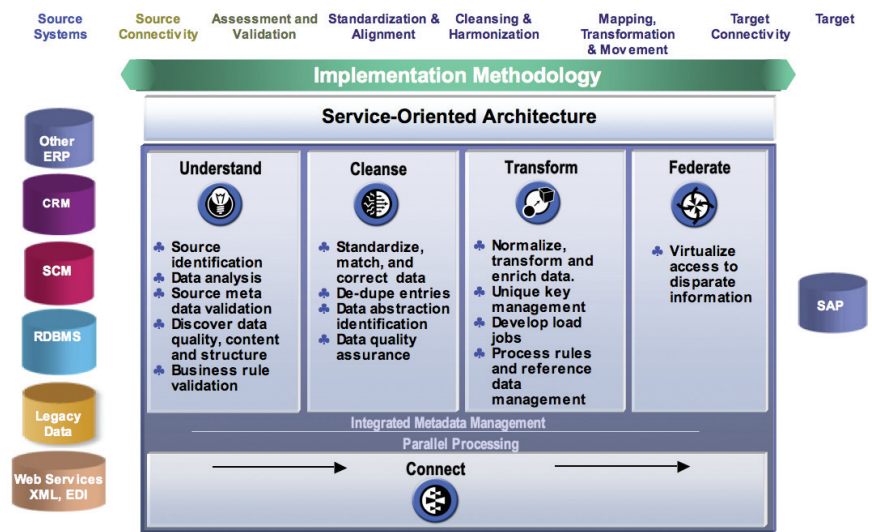 Source
Systems
Source
Connectivity
Assessment and
Validation
Standardization &
Alignment
Cleansing &
Harmonization
Mapping,
Transformation
& Movement
Target
Connectivity
Target
Implementation Methodology
Service-Oriented Architecture
Other
ERP
CRM
SCM
RDBMS
Legacy
Data
Web Services
XML, EDI
Understand
Source
identification
Data analysis
Source meta
data validation
Discover data
quality, content
and structure
Business rule
validation
Cleanse
Standardize,
match, and
correct data
De-dupe entries
Data abstraction
identification
Data quality
assurance
Transform
Normalize,
transform and
enrich data.
Unique key
management
Develop load
jobs
Process rules
and reference
data
management
Federate
Virtualize
access to
disparate
information
SAP
Integrated Metadata Management
Parallel Processing
Connect